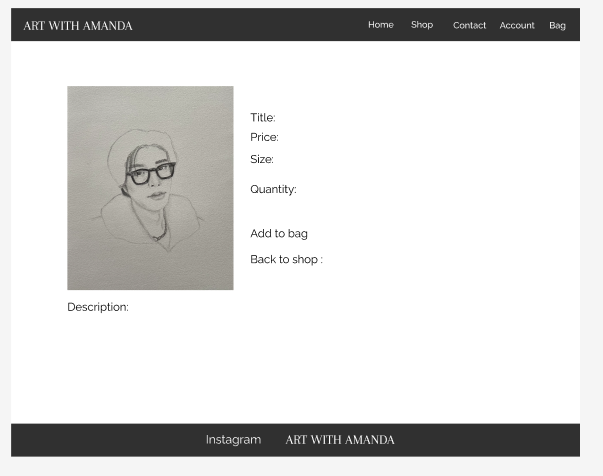 ART WITH AMANDA
Home Shop Contact Account Bag
Title:
Price:
Size:
Quantity:
Add to bag
Back to shop :
Description:
Instagram ART WITH AMANDA